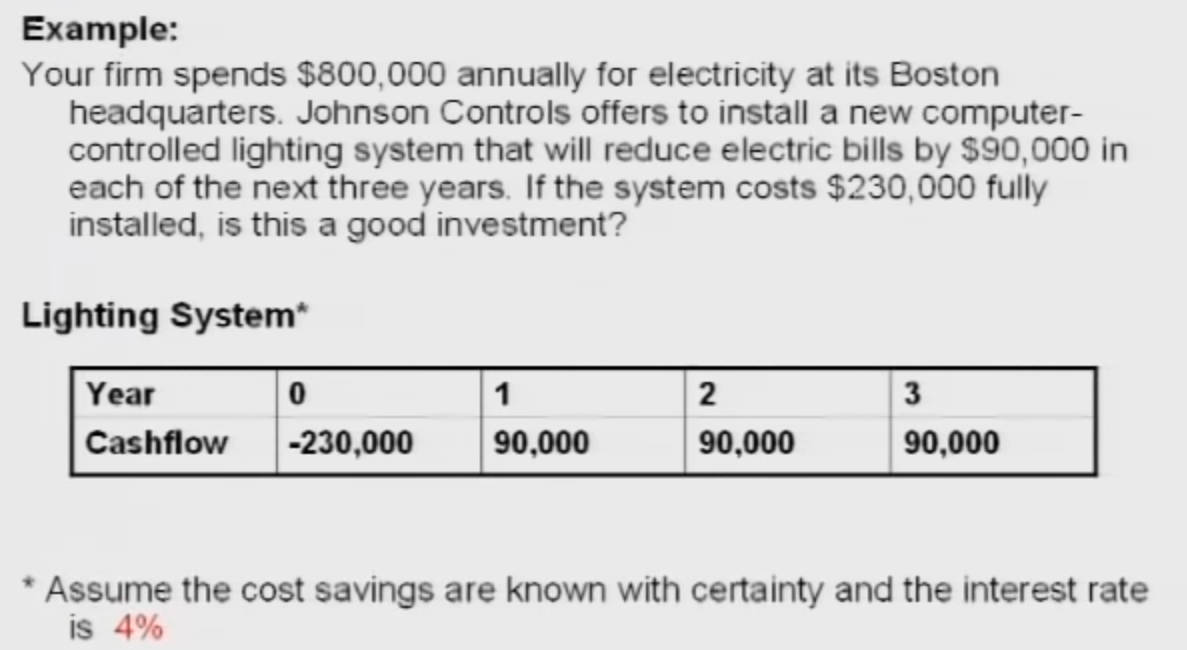 Example:
Your firm spends $800,000 annually for electricity at its Boston
headquarters. Johnson Controls offers to install a new computer-
controlled lighting system that will reduce electric bills by $90,000 in
each of the next three years. If the system costs $230,000 fully
installed, is this a good investment?
Lighting System*
Year 0 1 2 3
Cashflow -230,000 90,000 90,000 90,000
* Assume the cost savings are known with certainty and the interest rate
is 4%